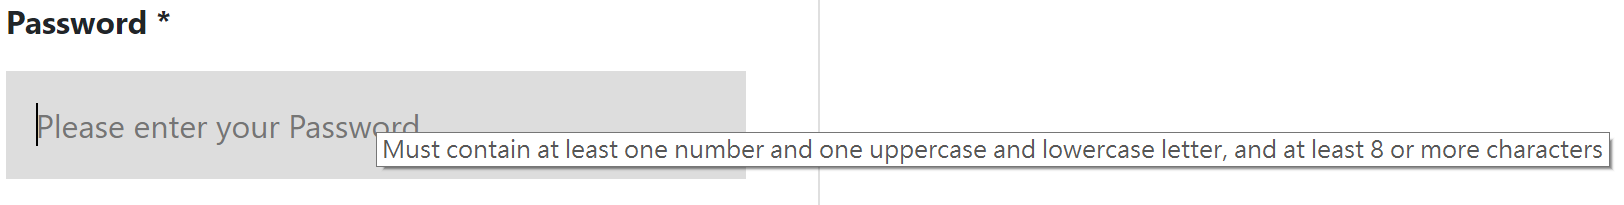 Password *
Please enter your Password
Must contain at least one number and one uppercase and lowercase letter, and at least 8 or more characters